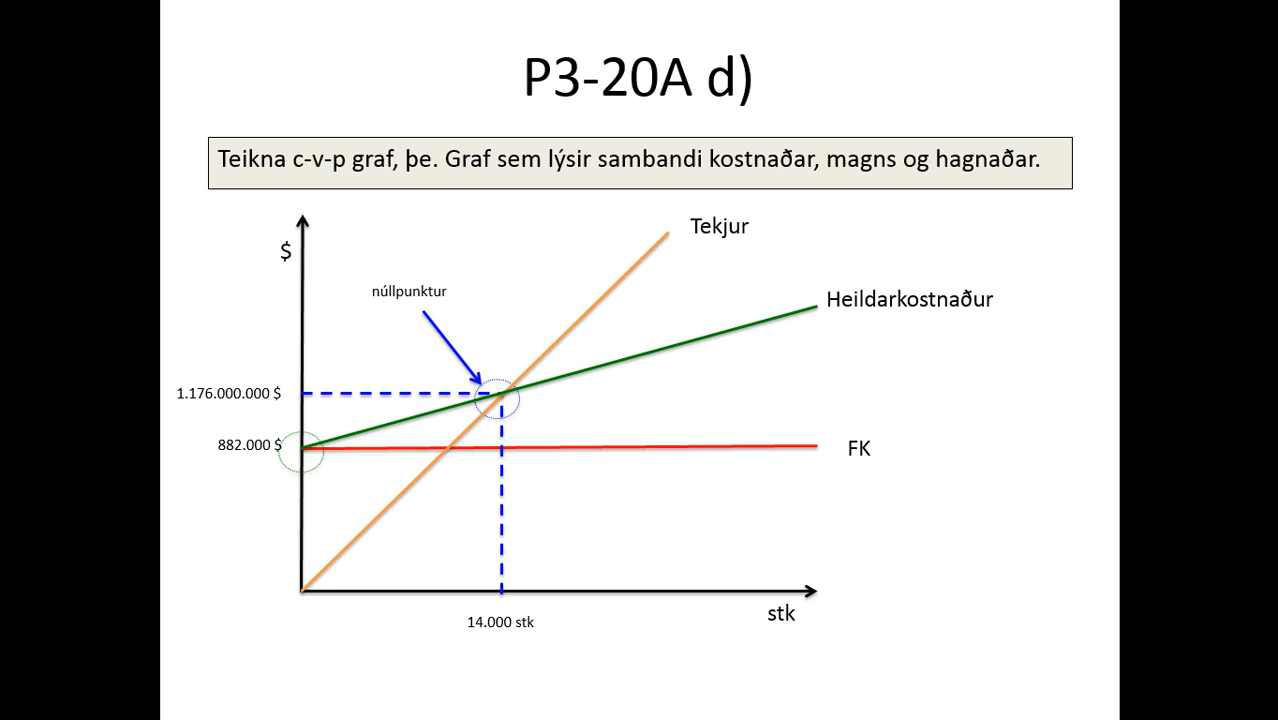 P3-20A d)
Teikna c-v-p graf, þe. Graf sem lýsir sambandi kostnaðar, magns og hagnaðar.
Tekjur
$
núllpunktur
Heildarkostnaður
1.176.000.000 $
882.000 $
FK
stk
14.000 stk